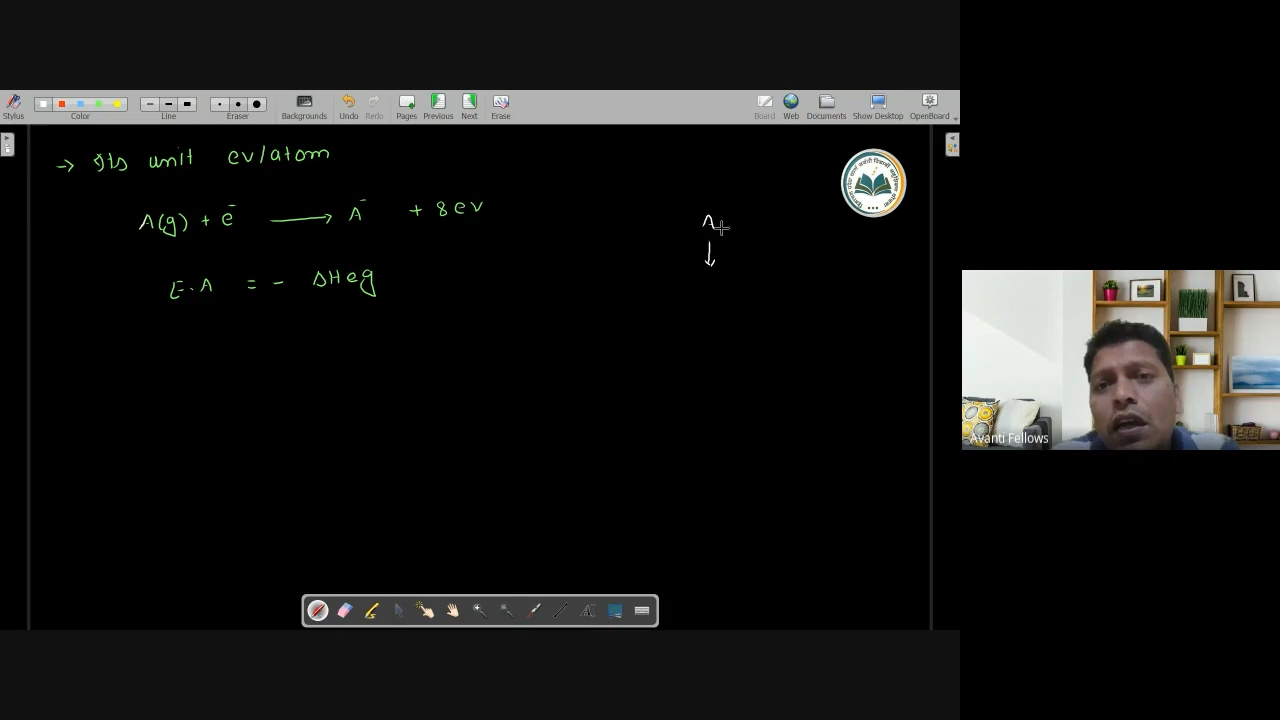 Stylus
Color
Line
Eraser
Backgrounds
Undo
Redo
Pages
Previous
Next
Erase
Board
Web
Documents
Show Desktop
OpenBoard
→ Its unit ev/atom
A(g) + e⁻ ⟶ A⁻ + 8 ev
E.A = - ΔHeg
A
↓
Avanti Fellows